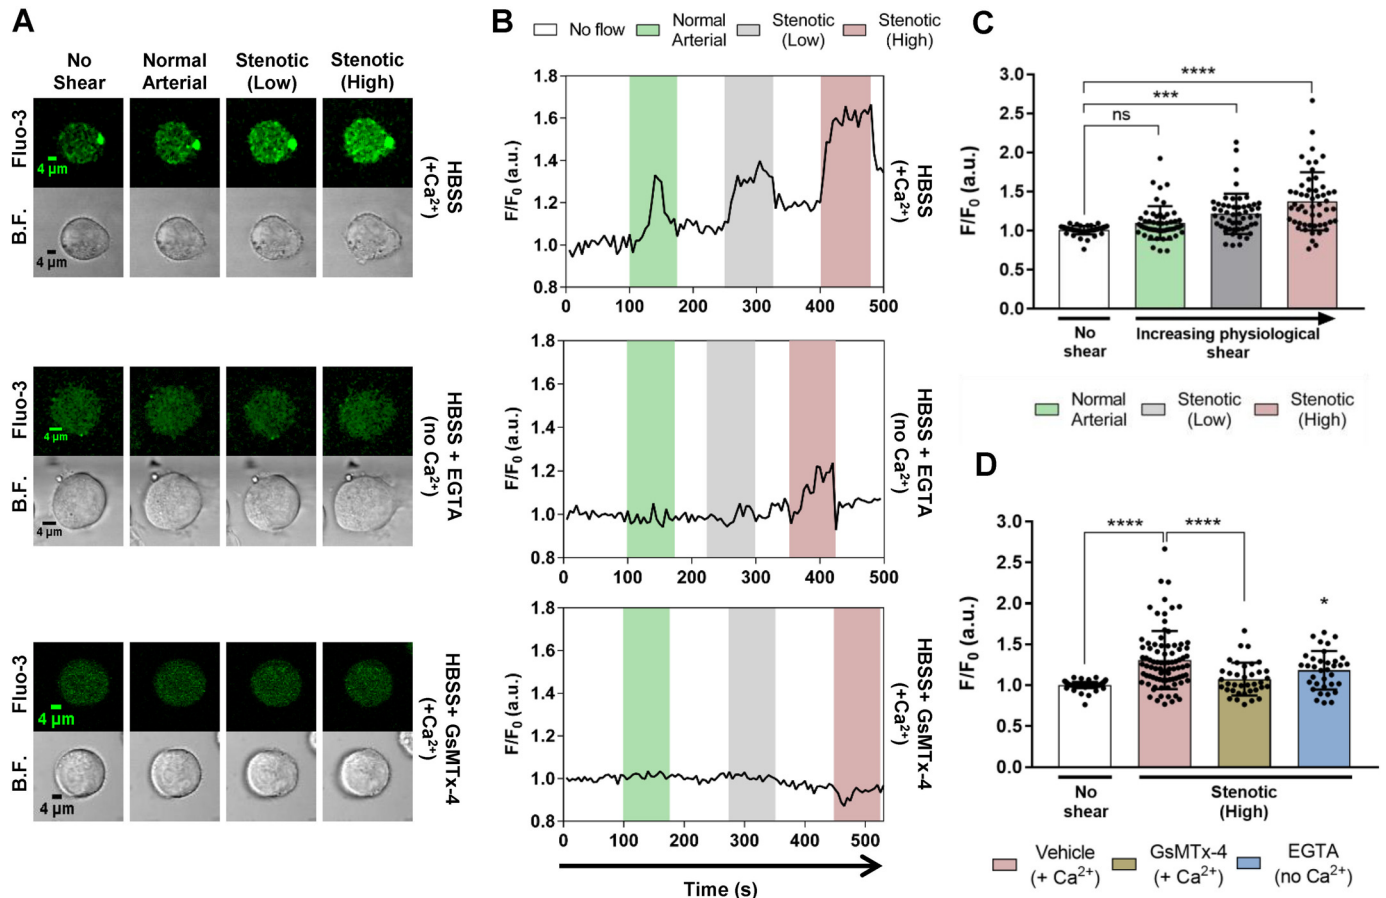 A
No
Shear
Normal
Arterial
Stenotic
(Low)
Stenotic
(High)
Fluo-3
4 µm
B.F.
4 µm
HBSS
(+Ca²⁺)
Fluo-3
4 µm
B.F.
4 µm
HBSS + EGTA
(no Ca²⁺)
Fluo-3
4 µm
B.F.
4 µm
HBSS+ GsMTx-4
(+Ca²⁺)
B
No flow
Normal
Arterial
Stenotic
(Low)
Stenotic
(High)
F/F₀ (a.u.)
1.8
1.6
1.4
1.2
1.0
0.8
0 100 200 300 400 500
HBSS
(+Ca²⁺)
F/F₀ (a.u.)
1.8
1.6
1.4
1.2
1.0
0.8
0 100 200 300 400 500
HBSS + EGTA
(no Ca²⁺)
F/F₀ (a.u.)
1.8
1.6
1.4
1.2
1.0
0.8
0 100 200 300 400 500
HBSS+ GsMTx-4
(+Ca²⁺)
Time (s)
C
F/F₀ (a.u.)
3.0
2.5
2.0
1.5
1.0
0.5
0.0
****
***
ns
No
shear
Increasing physiological
shear
Normal
Arterial
Stenotic
(Low)
Stenotic
(High)
D
F/F₀ (a.u.)
3.0
2.5
2.0
1.5
1.0
0.5
0.0
**** ****
*
No
shear
Stenotic
(High)
Vehicle
(+ Ca²⁺)
GsMTx-4
(+ Ca²⁺)
EGTA
(no Ca²⁺)